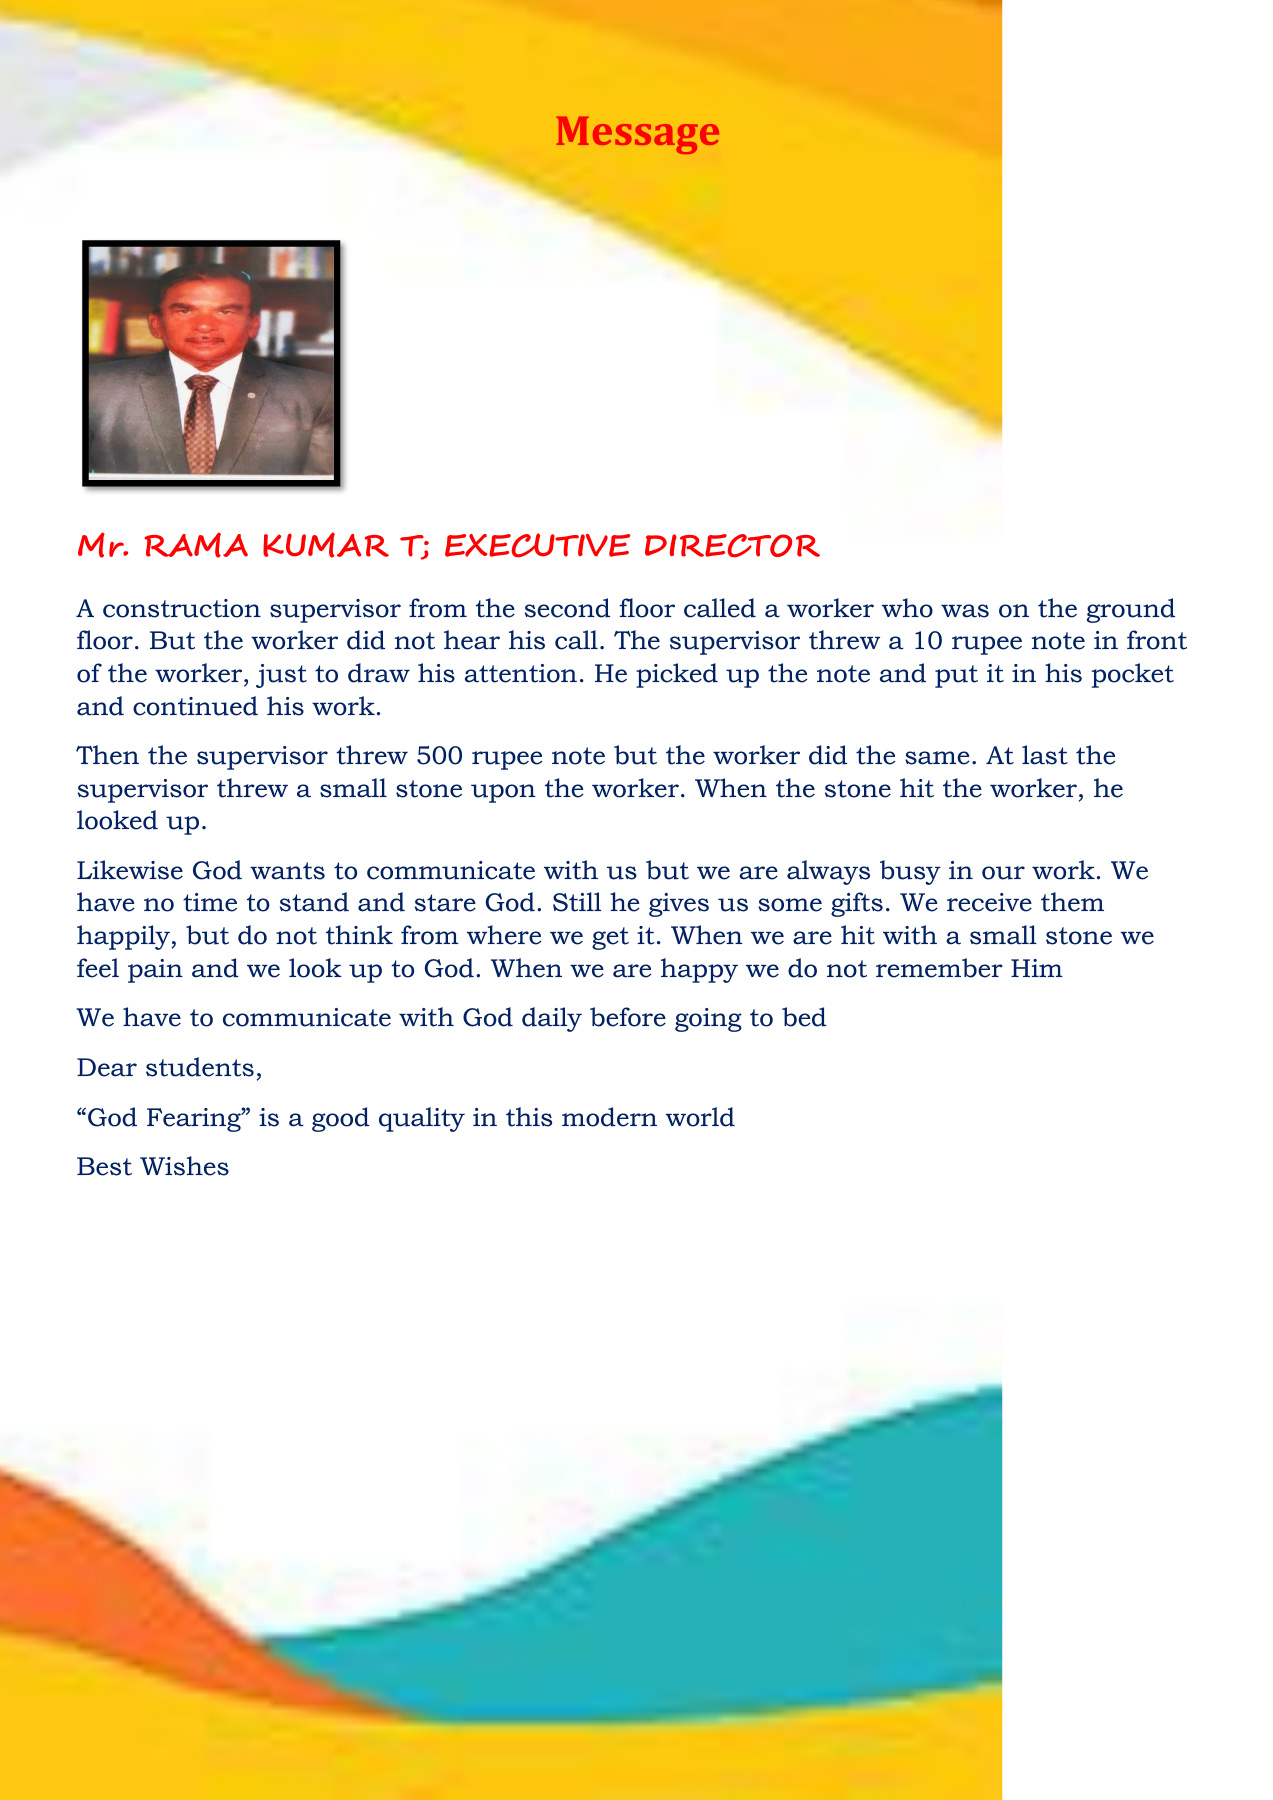 Message
Mr. RAMA KUMAR T; EXECUTIVE DIRECTOR
A construction supervisor from the second floor called a worker who was on the ground
floor. But the worker did not hear his call. The supervisor threw a 10 rupee note in front
of the worker, just to draw his attention. He picked up the note and put it in his pocket
and continued his work.
Then the supervisor threw 500 rupee note but the worker did the same. At last the
supervisor threw a small stone upon the worker. When the stone hit the worker, he
looked up.
Likewise God wants to communicate with us but we are always busy in our work. We
have no time to stand and stare God. Still he gives us some gifts. We receive them
happily, but do not think from where we get it. When we are hit with a small stone we
feel pain and we look up to God. When we are happy we do not remember Him
We have to communicate with God daily before going to bed
Dear students,
“God Fearing” is a good quality in this modern world
Best Wishes